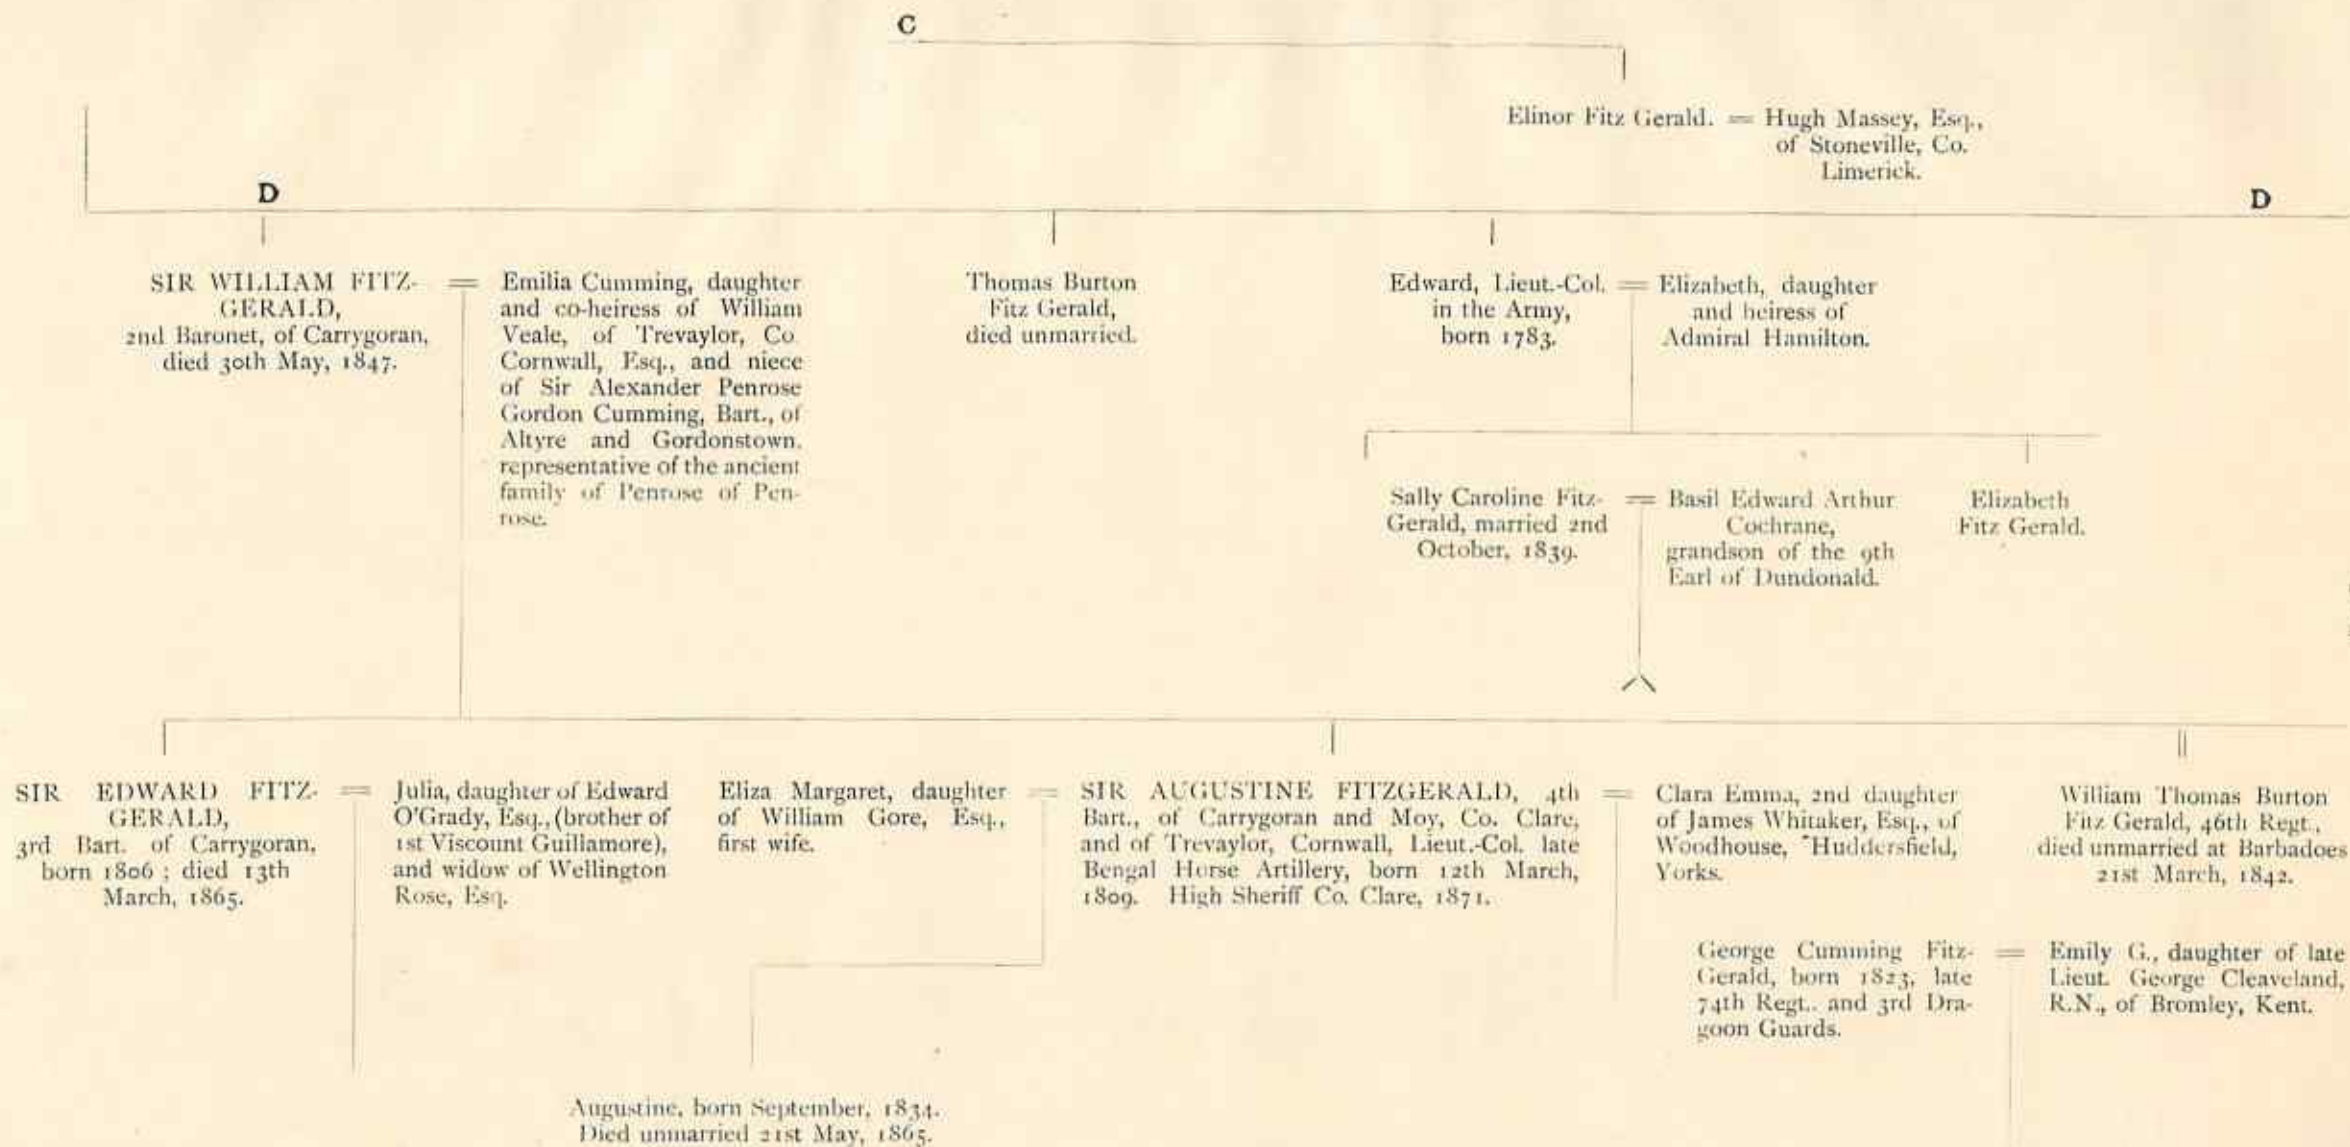 C
Elinor Fitz Gerald. = Hugh Massey, Esq.,
of Stoneville, Co.
Limerick.
D
D
SIR WILLIAM FITZ-
GERALD,
2nd Baronet, of Carrygoran,
died 30th May, 1847.
=
Emilia Cumming, daughter
and co-heiress of William
Veale, of Trevaylor, Co.
Cornwall, Esq., and niece
of Sir Alexander Penrose
Gordon Cumming, Bart., of
Altyre and Gordonstown,
representative of the ancient
family of Penrose of Pen-
rose.
Thomas Burton
Fitz Gerald,
died unmarried.
Edward, Lieut.-Col.
in the Army,
born 1783.
=
Elizabeth, daughter
and heiress of
Admiral Hamilton.
Sally Caroline Fitz-
Gerald, married 2nd
October, 1839.
=
Basil Edward Arthur
Cochrane,
grandson of the 9th
Earl of Dundonald.
Elizabeth
Fitz Gerald.
SIR EDWARD FITZ-
GERALD,
3rd Bart. of Carrygoran,
born 1806 ; died 13th
March, 1865.
=
Julia, daughter of Edward
O'Grady, Esq., (brother of
1st Viscount Guillamore),
and widow of Wellington
Rose, Esq.
Eliza Margaret, daughter
of William Gore, Esq.,
first wife.
=
SIR AUGUSTINE FITZGERALD, 4th
Bart., of Carrygoran and Moy, Co. Clare,
and of Trevaylor, Cornwall, Lieut.-Col. late
Bengal Horse Artillery, born 12th March,
1809. High Sheriff Co. Clare, 1871.
=
Clara Emma, 2nd daughter
of James Whitaker, Esq., of
Woodhouse, Huddersfield,
Yorks.
William Thomas Burton
Fitz Gerald, 46th Regt.,
died unmarried at Barbadoes
21st March, 1842.
George Cumming Fitz-
Gerald, born 1823, late
74th Regt., and 3rd Dra-
goon Guards.
=
Emily G., daughter of late
Lieut. George Cleaveland,
R.N., of Bromley, Kent.
Augustine, born September, 1834.
Died unmarried 21st May, 1865.